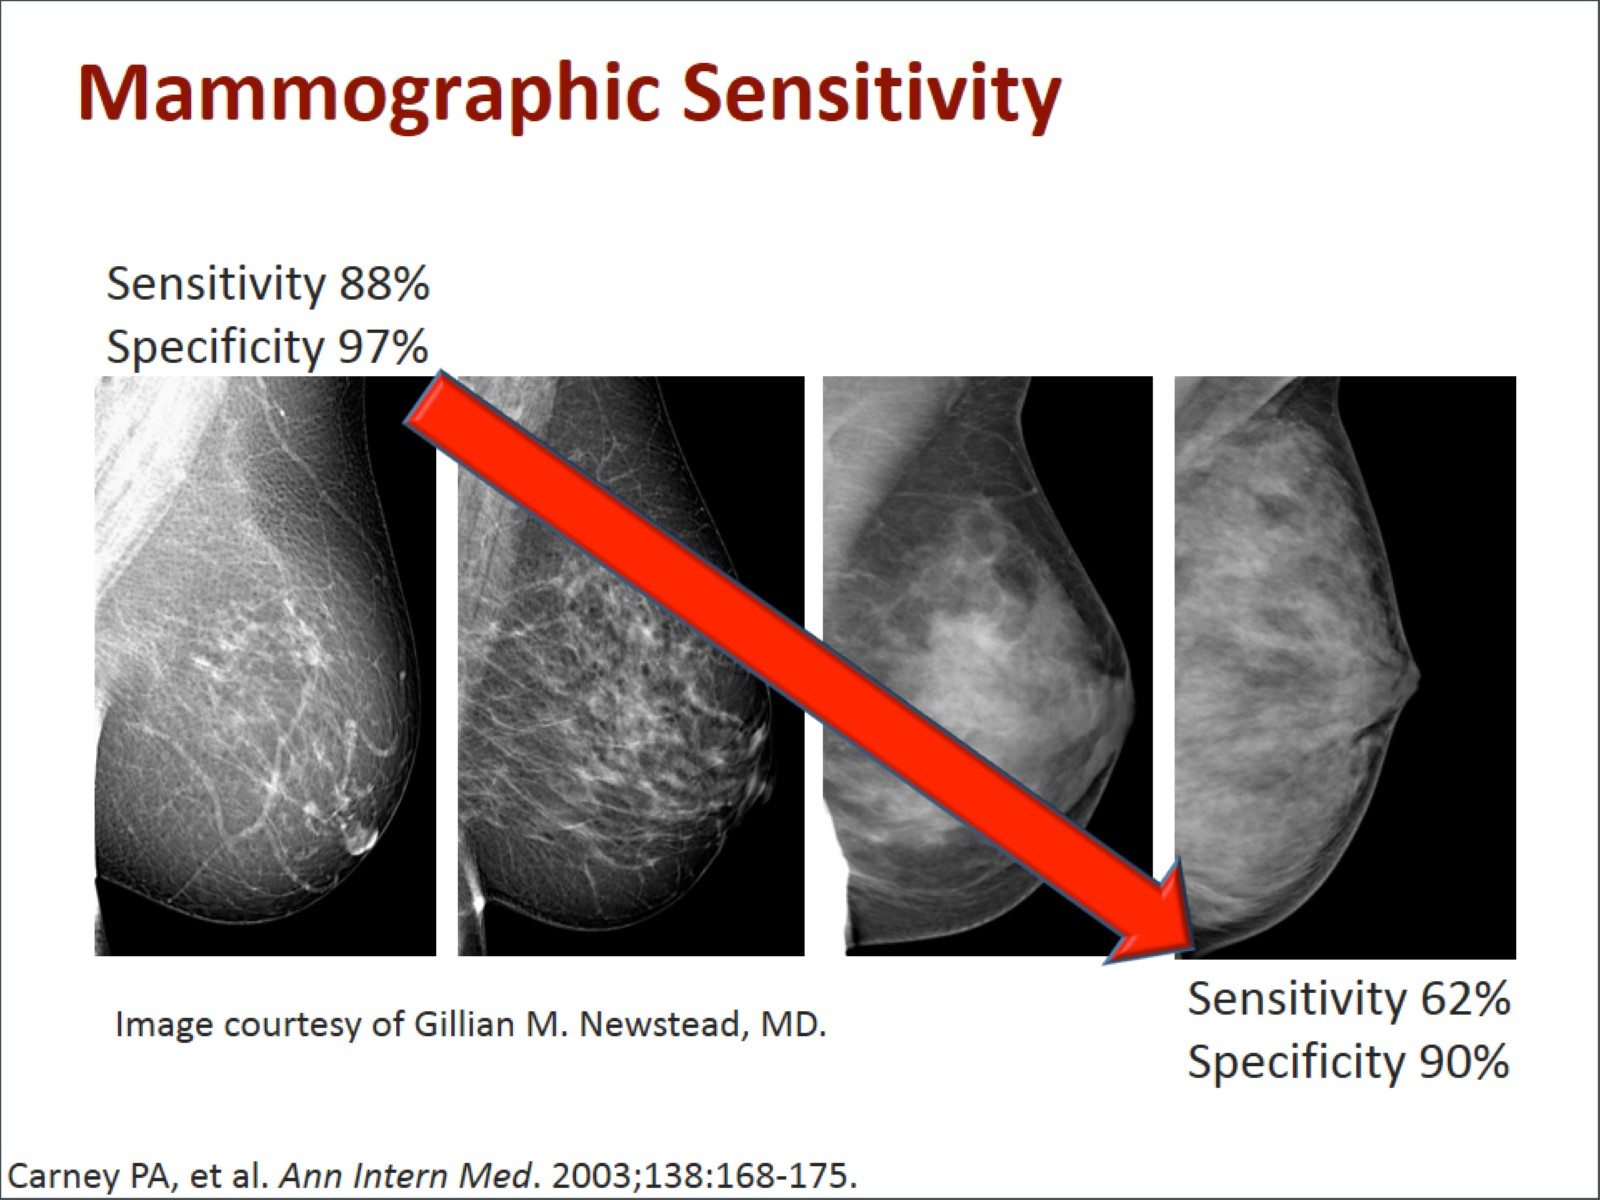 Mammographic Sensitivity
Sensitivity 88%
Specificity 97%
Image courtesy of Gillian M. Newstead, MD.
Sensitivity 62%
Specificity 90%
Carney PA, et al. Ann Intern Med. 2003;138:168-175.